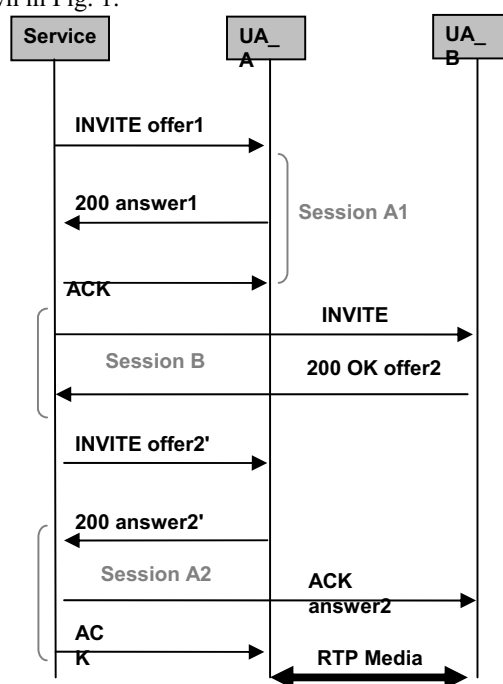 wn in Fig. 1.
Service
UA_
A
UA_
B
INVITE offer1
200 answer1
Session A1
ACK
INVITE
Session B
200 OK offer2
INVITE offer2'
200 answer2'
Session A2
ACK
answer2
AC
K
RTP Media